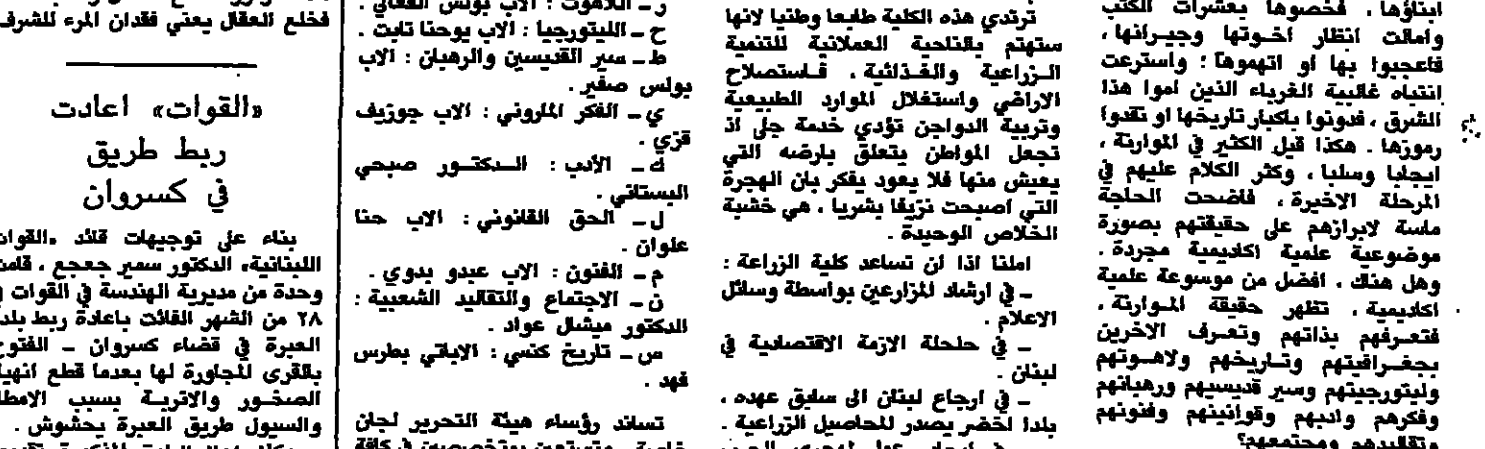 ابناؤها ، فخصوها بعشرات الكتب
وامالت انظار اخوتها وجيرانها ،
فاعجبوا بها او اتهموها ؛ واسترعت
انتباه غالبية الغرباء الذين اموا هذا
الشرق ، فدونوا باكبار تاريخها او نقدوا
رموزها . هكذا قيل الكثير في الموارنة ،
ايجابا وسلبا ، وكثر الكلام عليهم في
المرحلة الاخيرة ، فاضحت الحاجة
ماسة لابرازهم على حقيقتهم بصورة
موضوعية علمية اكاديمية مجردة .
وهل هناك ، افضل من موسوعة علمية
اكاديمية ، تظهر حقيقة الموارنة ،
فتعرفهم بذاتهم وتعرف الاخرين
بجغرافيتهم وتاريخهم ولاهوتهم
وليتورجيتهم وسير قديسيهم ورهبانهم
وفكرهم وادبهم وقوانينهم وفنونهم
وتقاليدهم ومجتمعهم؟
ترتدي هذه الكلية طابعا وطنيا لانها
ستهتم بالناحية العملانية للتنمية
الزراعية والغذائية . فاستصلاح
الاراضي واستغلال الموارد الطبيعية
وتربية الدواجن تؤدي خدمة جلى اذ
تجعل المواطن يتعلق بارضه التي
يعيش منها فلا يعود يفكر بان الهجرة
التي اصبحت نزيفا بشريا ، هي خشبة
الخلاص الوحيدة .
املنا اذا ان تساعد كلية الزراعة :
ـ في ارشاد المزارعين بواسطة وسائل
الاعلام .
ـ في حلحلة الازمة الاقتصادية في
لبنان .
ـ في ارجاع لبنان الى سابق عهده ،
بلدا اخضر يصدر المحاصيل الزراعية .
ر ـ اللاهوت : الاب بولس الفغالي .
ح ـ الليتورجيا : الاب يوحنا تابت .
ط ـ سير القديسين والرهبان : الاب
بولس صفير .
ي ـ الفكر الماروني : الاب جوزيف
قزي .
ك ـ الأدب : الدكتور صبحي
البستاني .
ل ـ الحق القانوني : الاب حنا
علوان .
م ـ الفنون : الاب عبدو بدوي .
ن ـ الاجتماع والتقاليد الشعبية :
الدكتور ميشال عواد .
ص ـ تاريخ كنسي : الاباتي بطرس
فهد .
تساند رؤساء هيئة التحرير لجان
فخلع العقال يعني فقدان المرء للشرف
«القوات» اعادت
ربط طريق
في كسروان
بناء على توجيهات قائد «القوات
اللبنانية» الدكتور سمير جعجع ، قامت
وحدة من مديرية الهندسة في القوات في
٢٨ من الشهر الفائت باعادة ربط بلدة
العبرة في قضاء كسروان ـ الفتوح
بالقرى المجاورة لها بعدما قطع انهيار
الصخور والاتربة بسبب الامطار
والسيول طريق العبرة يحشوش .